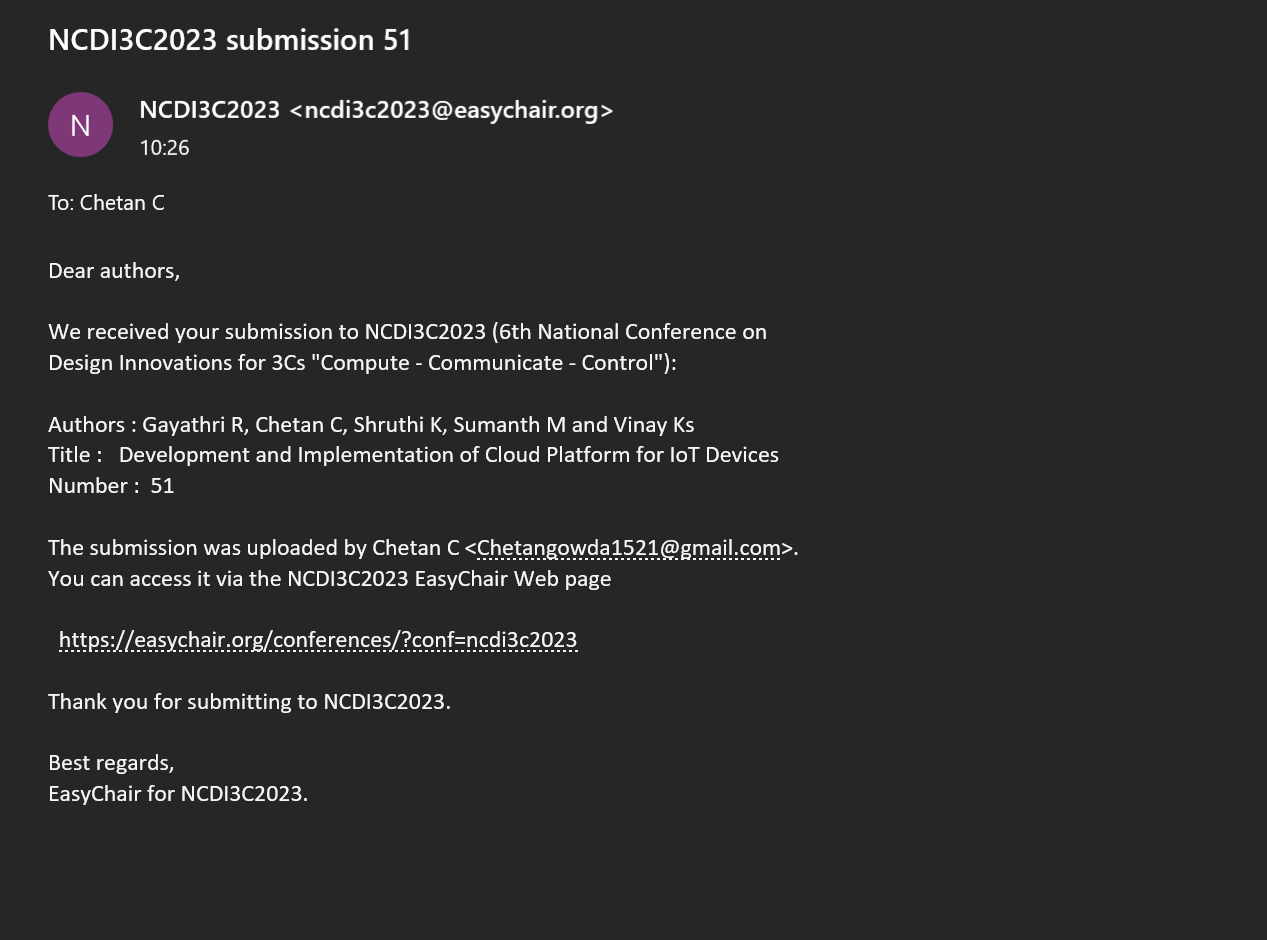 NCDI3C2023 submission 51
N
NCDI3C2023 <ncdi3c2023@easychair.org>
10:26
To: Chetan C
Dear authors,
We received your submission to NCDI3C2023 (6th National Conference on
Design Innovations for 3Cs "Compute - Communicate - Control"):
Authors : Gayathri R, Chetan C, Shruthi K, Sumanth M and Vinay Ks
Title :   Development and Implementation of Cloud Platform for IoT Devices
Number :  51
The submission was uploaded by Chetan C <Chetangowda1521@gmail.com>.
You can access it via the NCDI3C2023 EasyChair Web page
https://easychair.org/conferences/?conf=ncdi3c2023
Thank you for submitting to NCDI3C2023.
Best regards,
EasyChair for NCDI3C2023.